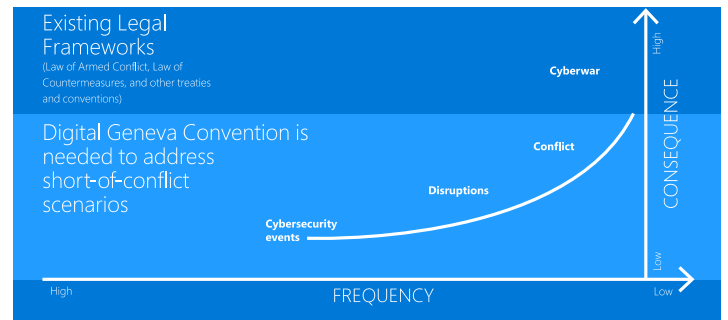 Existing Legal
Frameworks
(Law of Armed Conflict, Law of
Countermeasures, and other treaties
and conventions)
Digital Geneva Convention is
needed to address
short-of-conflict
scenarios
Cyberwar
Conflict
Disruptions
Cybersecurity
events
High
CONSEQUENCE
Low
High
FREQUENCY
Low